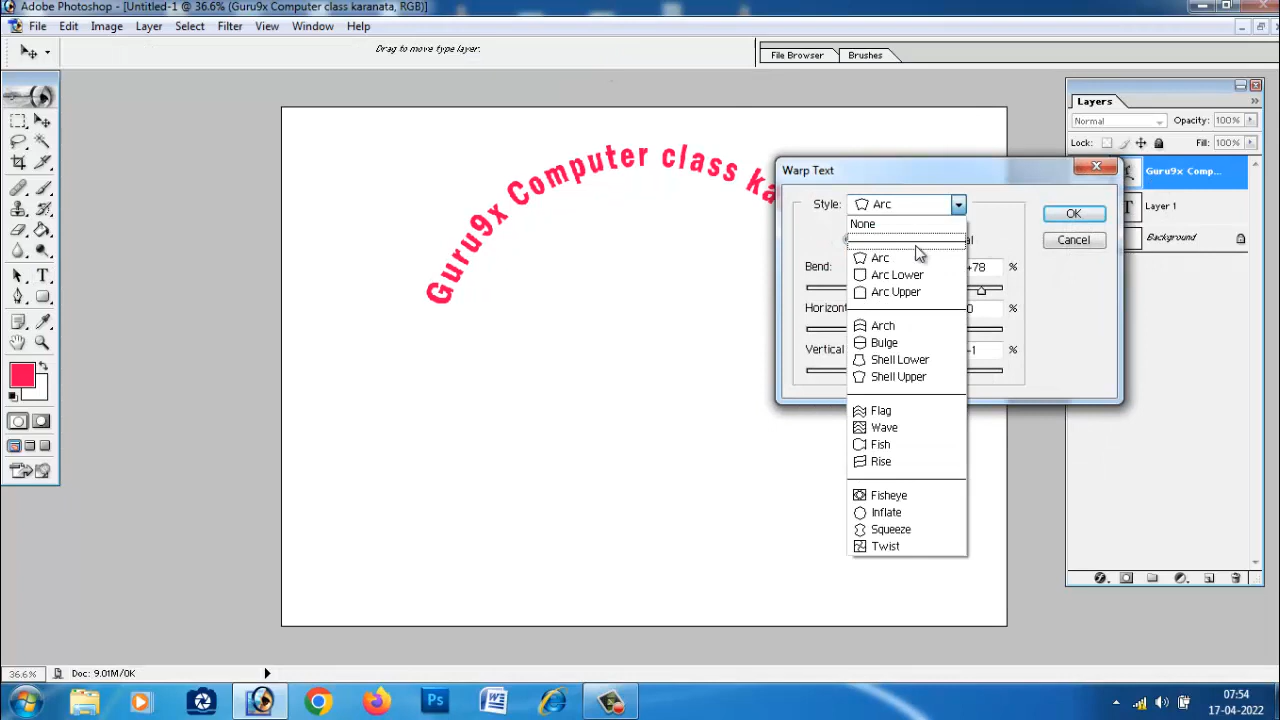 Adobe Photoshop - [Untitled-1 @ 36.6% (Guru9x Computer class karanata, RGB)]
File Edit Image Layer Select Filter View Window Help
Drag to move type layer.
File Browser Brushes
Layers
Normal Opacity: 100%
Lock: Fill: 100%
Guru9x Comp...
Layer 1
Background
Guru9x Computer class ka
Warp Text
Style: Arc
OK
Cancel
None
al
Arc
Bend: +78 %
Arc Lower
Arc Upper
Horizon 0 %
Arch
Bulge
Vertical -1 %
Shell Lower
Shell Upper
Flag
Wave
Fish
Rise
Fisheye
Inflate
Squeeze
Twist
36.6% Doc: 9.01M/0K
Ps
07:54
17-04-2022